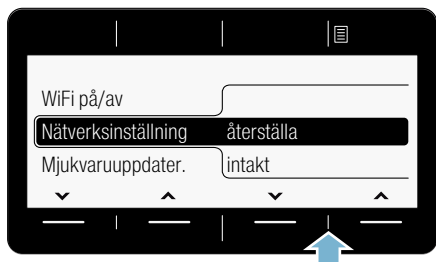 WiFi på/av
Nätverksinställning återställa
Mjukvaruuppdater. intakt